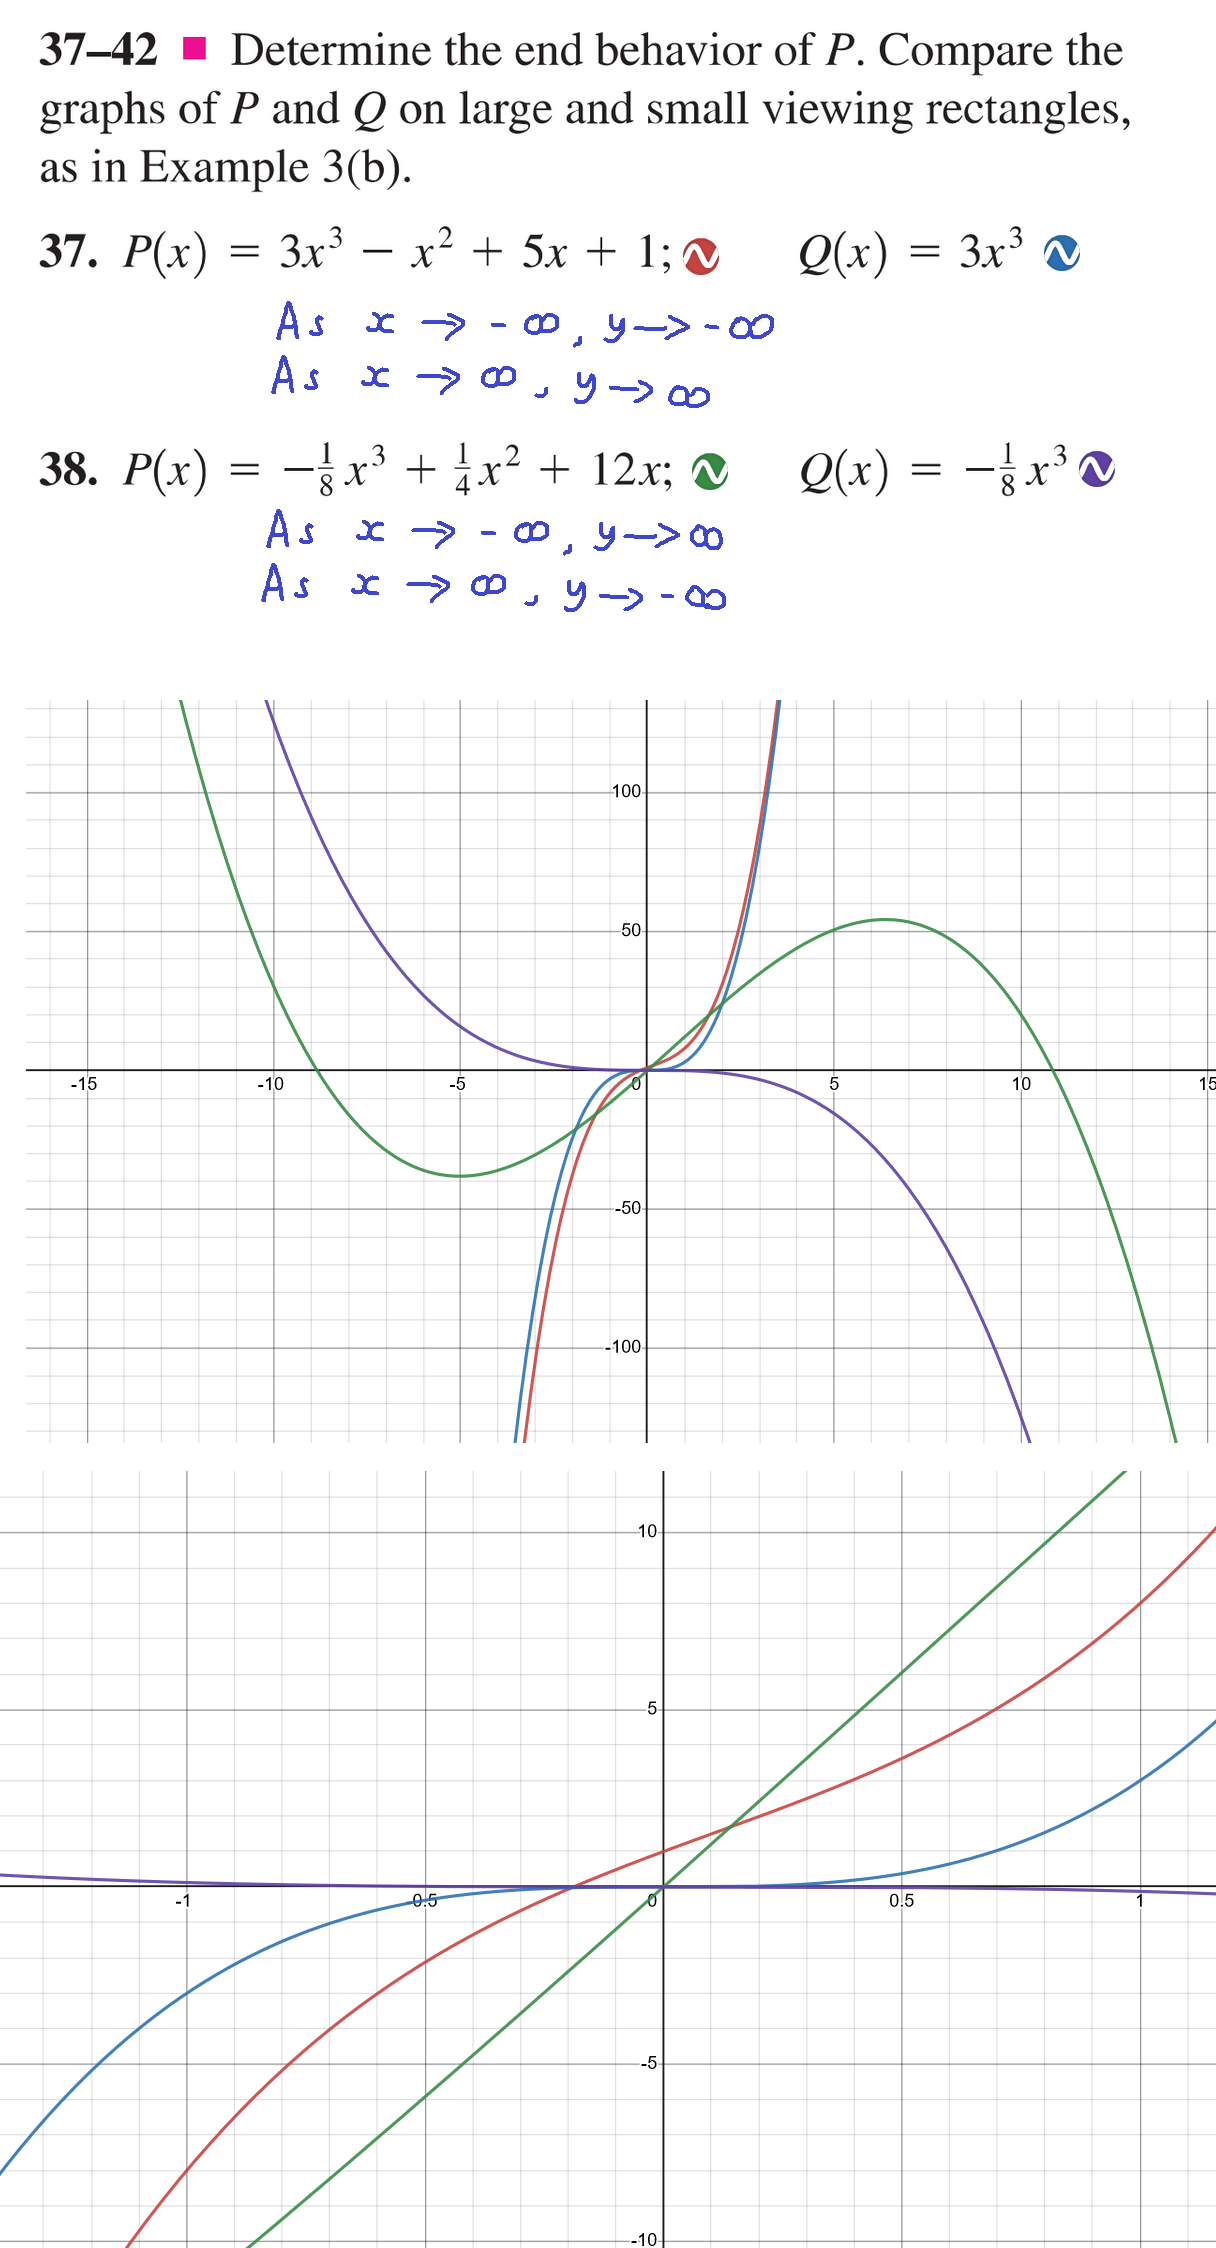 37–42 ■ Determine the end behavior of P. Compare the
graphs of P and Q on large and small viewing rectangles,
as in Example 3(b).
37. P(x) = 3x³ − x² + 5x + 1; Q(x) = 3x³
As x → -∞, y → -∞
As x → ∞, y → ∞
38. P(x) = −⅛x³ + ¼x² + 12x; Q(x) = −⅛x³
As x → -∞, y → ∞
As x → ∞, y → -∞
100
50
-15 -10 -5 0 5 10 15
-50
-100
10
5
-1 0.5 0 0.5 1
-5
-10